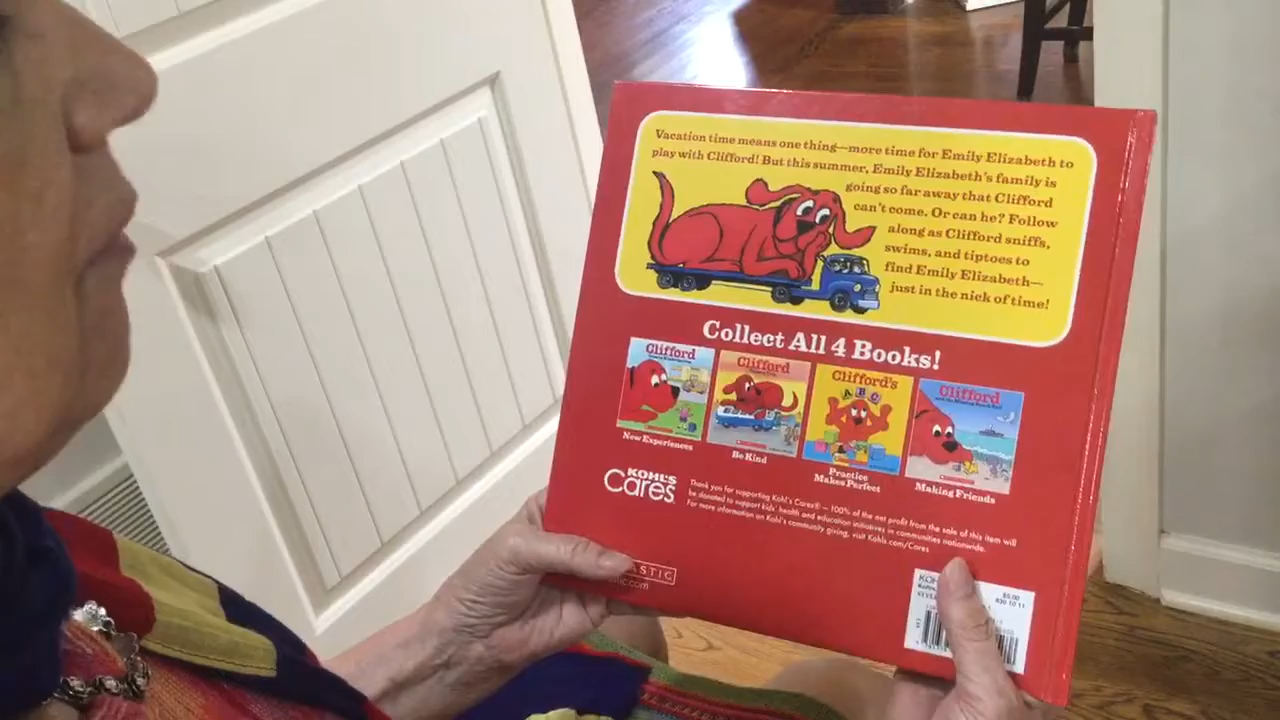 Vacation time means one thing—more time for Emily Elizabeth to
play with Clifford! But this summer, Emily Elizabeth's family is
going so far away that Clifford
can't come. Or can he? Follow
along as Clifford sniffs,
swims, and tiptoes to
find Emily Elizabeth—
just in the nick of time!
Collect All 4 Books!
Clifford
Clifford
Clifford's
ABC
Clifford
New Experiences
Be Kind
Practice
Makes Perfect
Making Friends
KOHL'S
Cares
Thank you for supporting Kohl's Cares® — 100% of the net profit from the sale of this item will
be donated to support kids' health and education initiatives in communities nationwide.
For more information on Kohl's community giving, visit Kohls.com/Cares
ASTIC
KOH
$5.00